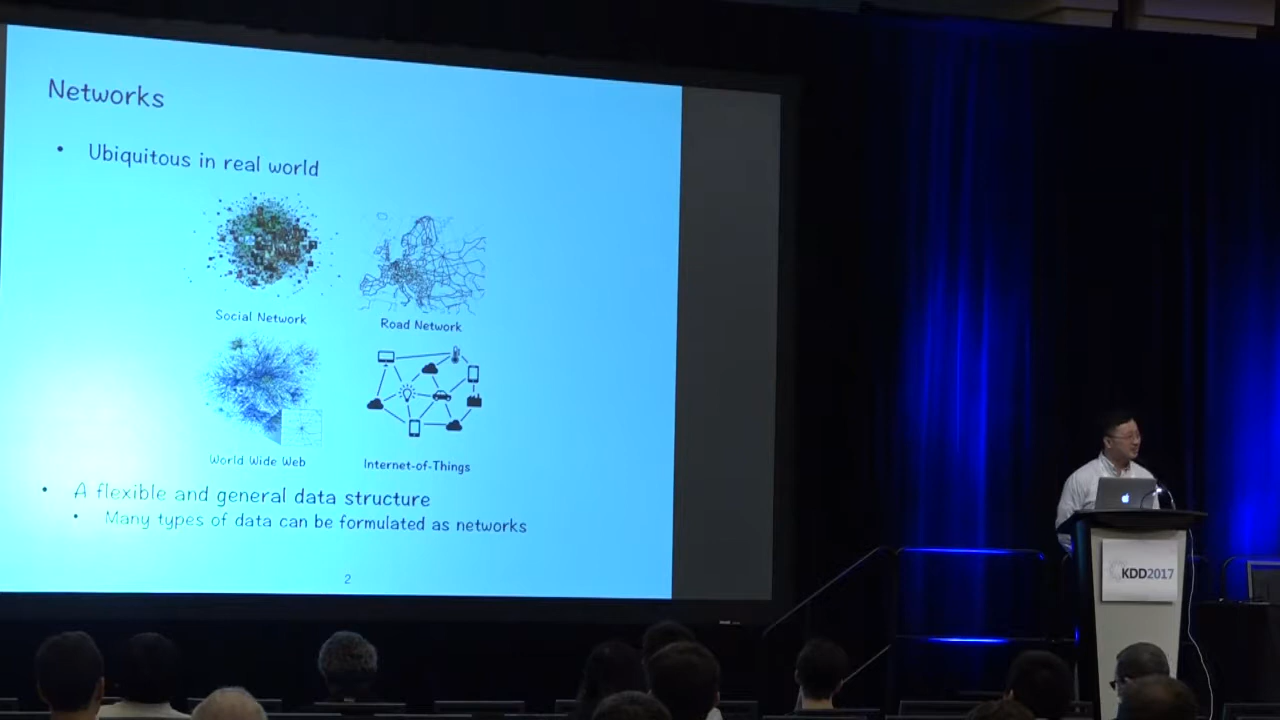 Networks
• Ubiquitous in real world
Social Network
Road Network
World Wide Web
Internet-of-Things
• A flexible and general data structure
• Many types of data can be formulated as networks
2
KDD2017